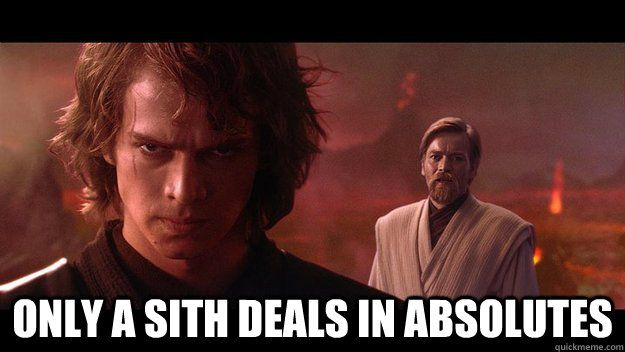 ONLY A SITH DEALS IN ABSOLUTES
quickmeme.com